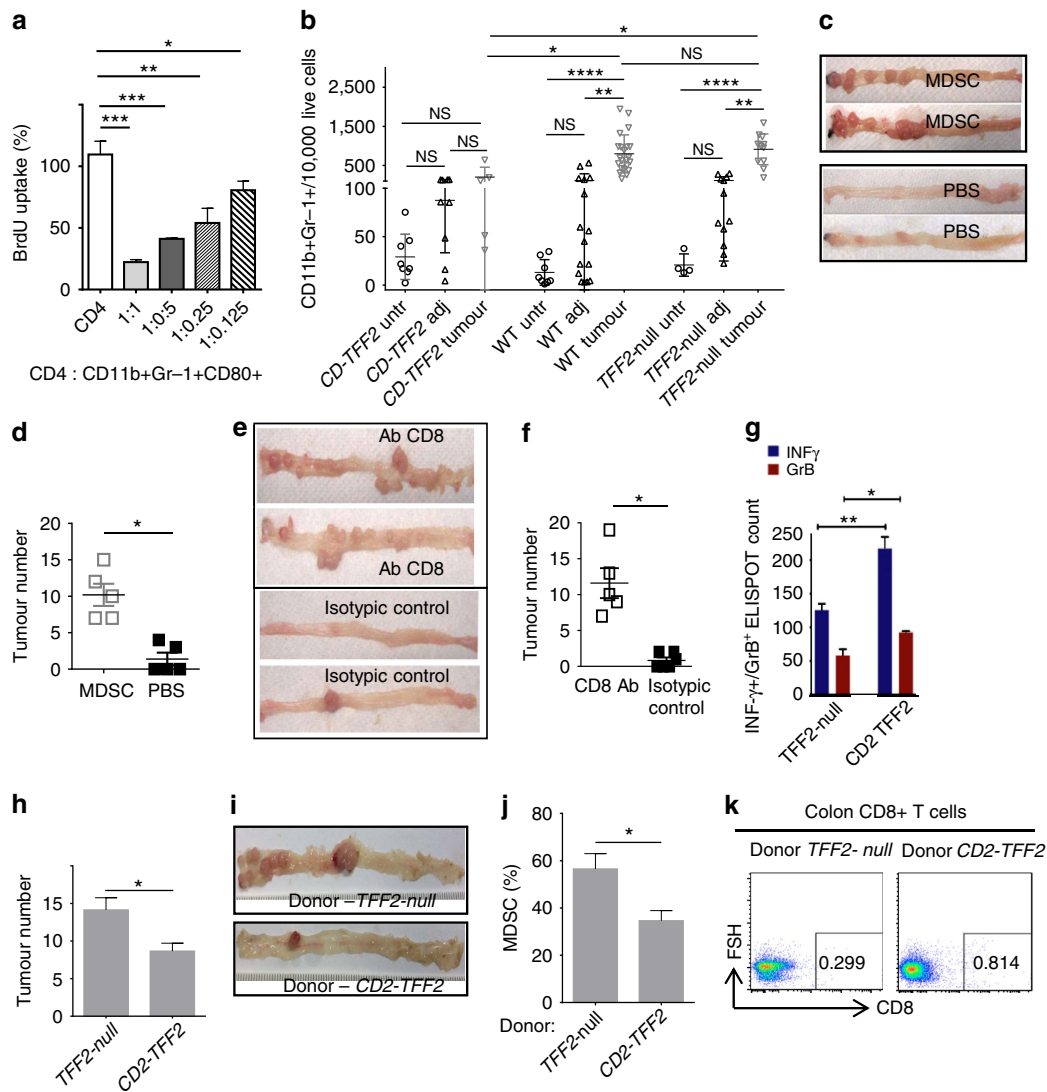 a
BrdU uptake (%)
100
50
0
*
**
***
***
CD4
1:1
1:0:5
1:0.25
1:0.125
CD4 : CD11b+Gr–1+CD80+
b
CD11b+Gr–1+/10,000 live cells
2,500
1,500
500
100
50
0
*
* NS
**** ****
NS ** **
NS NS NS NS
CD-TFF2 untr
CD-TFF2 adj
CD-TFF2 tumour
WT untr
WT adj
WT tumour
TFF2-null untr
TFF2-null adj
TFF2-null tumour
c
MDSC
MDSC
PBS
PBS
d
Tumour number
20
15
10
5
0
*
MDSC PBS
e
Ab CD8
Ab CD8
Isotypic control
Isotypic control
f
Tumour number
20
15
10
5
0
*
CD8 Ab Isotypic
control
g
INFγ
GrB
INF-γ+/GrB+ ELISPOT count
250
200
150
100
50
0
*
**
TFF2-null
CD2 TFF2
h
Tumour number
15
10
5
0
*
TFF2-null
CD2-TFF2
i
Donor – TFF2-null
Donor – CD2-TFF2
j
MDSC (%)
80
60
40
20
0
*
Donor:
TFF2-null
CD2-TFF2
k
Colon CD8+ T cells
Donor TFF2- null Donor CD2-TFF2
FSH
0.299 0.814
CD8